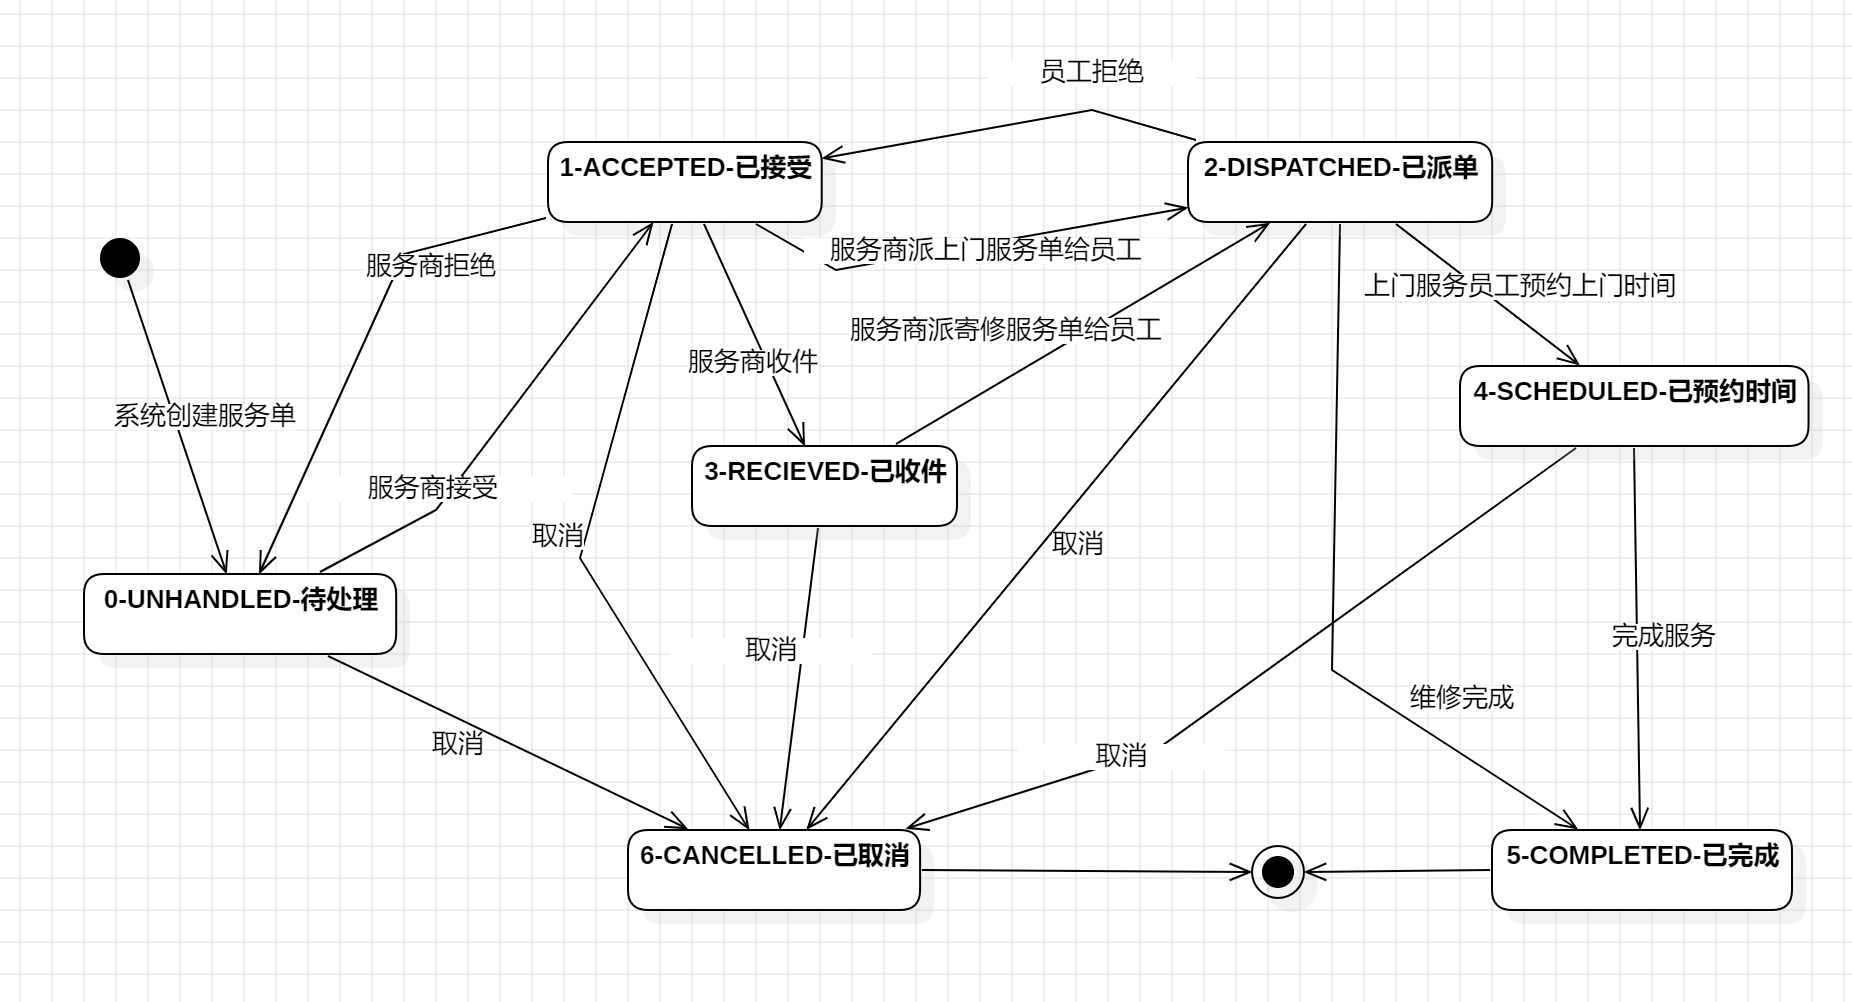 员工拒绝
1-ACCEPTED-已接受
2-DISPATCHED-已派单
服务商拒绝
服务商派上门服务单给员工
上门服务员工预约上门时间
服务商派寄修服务单给员工
服务商收件
4-SCHEDULED-已预约时间
系统创建服务单
3-RECIEVED-已收件
服务商接受
取消
取消
0-UNHANDLED-待处理
完成服务
取消
维修完成
取消
取消
6-CANCELLED-已取消
5-COMPLETED-已完成